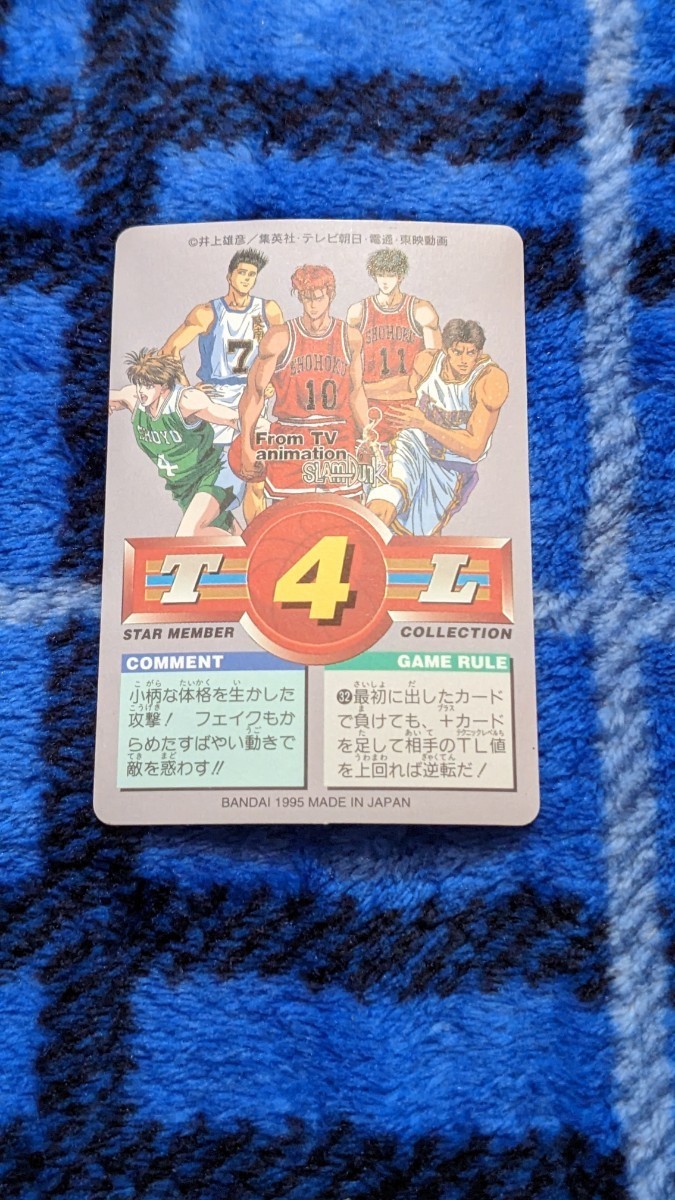 ©井上雄彦／集英社・テレビ朝日・電通・東映動画
7
SHOHOKU
10
SHOHOKU
11
SHOYO
4
From TV
animation
SLAM DUNK
T 4 L
STAR MEMBER COLLECTION
COMMENT
小柄な体格を生かした
攻撃！ フェイクもか
らめたすばやい動きで
敵を惑わす!!
GAME RULE
㉜最初に出したカード
で負けても、＋カード
を足して相手のTL値
を上回れば逆転だ！
BANDAI 1995 MADE IN JAPAN